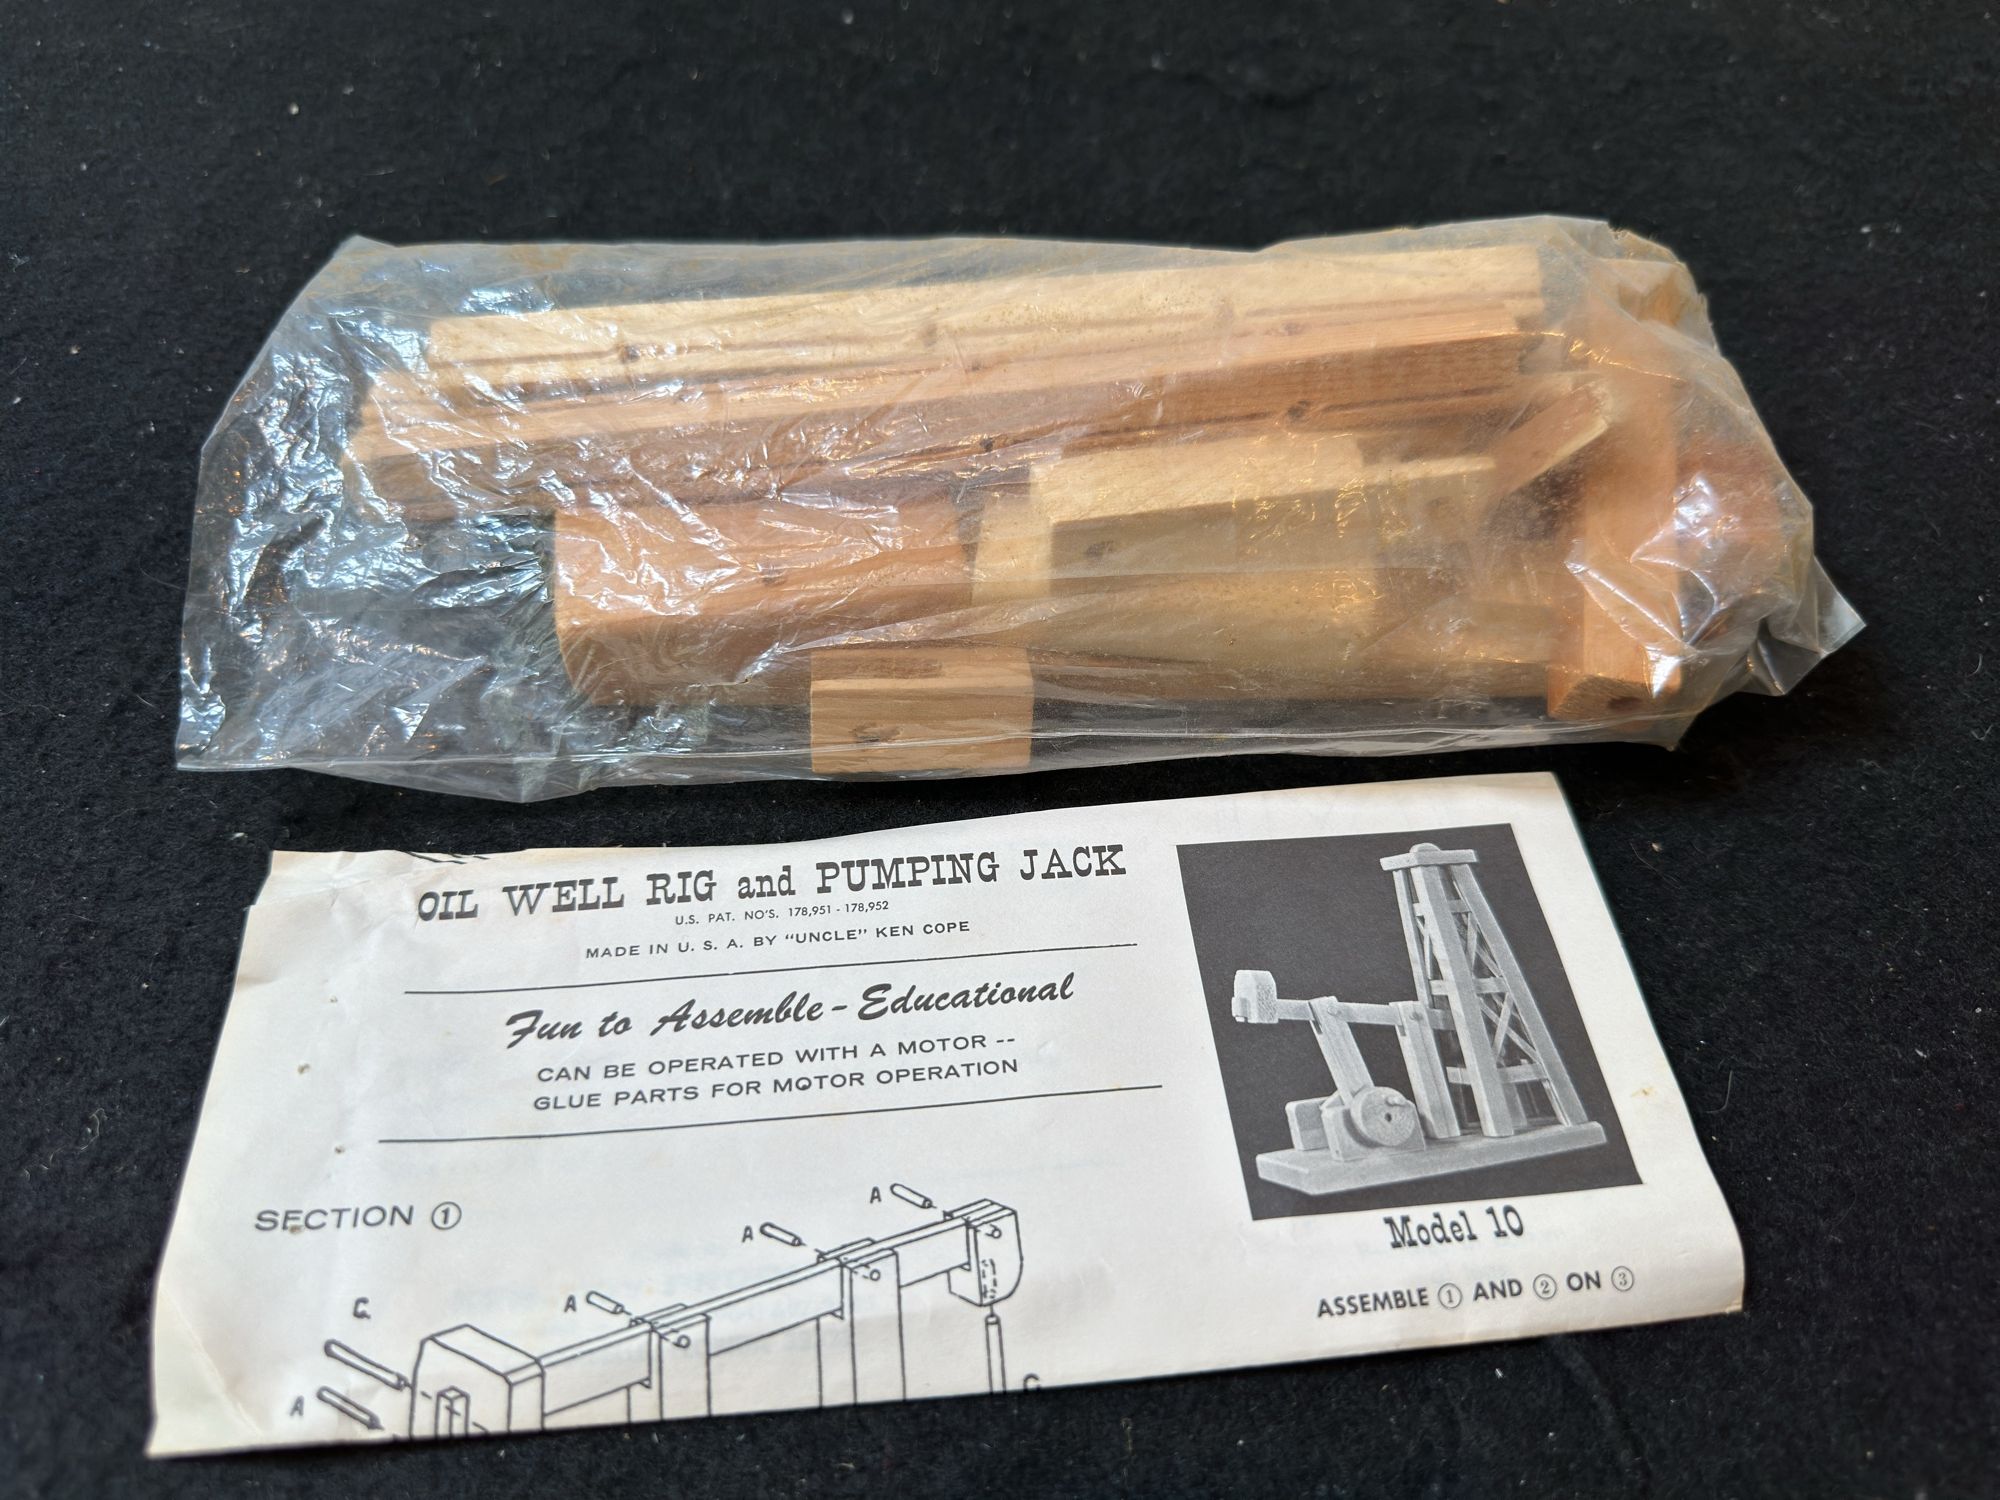 OIL WELL RIG and PUMPING JACK
U.S. PAT. NO'S. 178,951 - 178,952
MADE IN U. S. A. BY "UNCLE" KEN COPE
Fun to Assemble - Educational
CAN BE OPERATED WITH A MOTOR --
GLUE PARTS FOR MOTOR OPERATION
SECTION ①
A
A
A
C
A
C
Model 10
ASSEMBLE ① AND ② ON ③